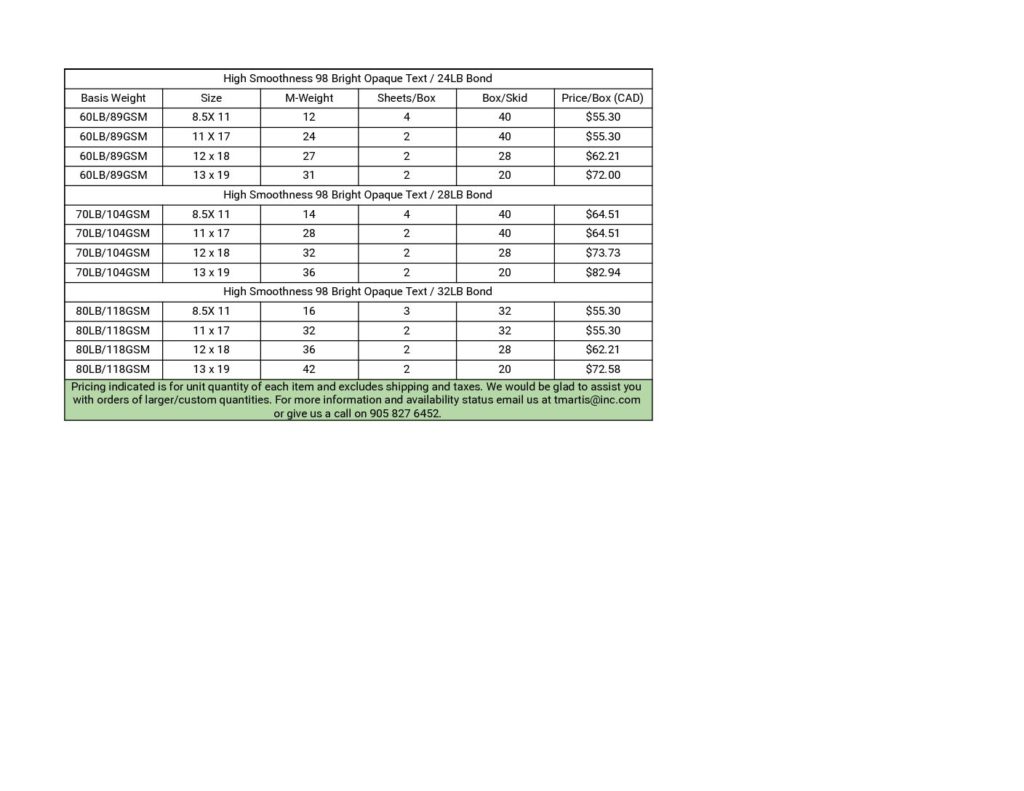 High Smoothness 98 Bright Opaque Text / 24LB Bond
Basis Weight Size M-Weight Sheets/Box Box/Skid Price/Box (CAD)
60LB/89GSM 8.5X 11 12 4 40 $55.30
60LB/89GSM 11 X 17 24 2 40 $55.30
60LB/89GSM 12 x 18 27 2 28 $62.21
60LB/89GSM 13 x 19 31 2 20 $72.00
High Smoothness 98 Bright Opaque Text / 28LB Bond
70LB/104GSM 8.5X 11 14 4 40 $64.51
70LB/104GSM 11 x 17 28 2 40 $64.51
70LB/104GSM 12 x 18 32 2 28 $73.73
70LB/104GSM 13 x 19 36 2 20 $82.94
High Smoothness 98 Bright Opaque Text / 32LB Bond
80LB/118GSM 8.5X 11 16 3 32 $55.30
80LB/118GSM 11 x 17 32 2 32 $55.30
80LB/118GSM 12 x 18 36 2 28 $62.21
80LB/118GSM 13 x 19 42 2 20 $72.58
Pricing indicated is for unit quantity of each item and excludes shipping and taxes. We would be glad to assist you
with orders of larger/custom quantities. For more information and availability status email us at tmartis@inc.com
or give us a call on 905 827 6452.